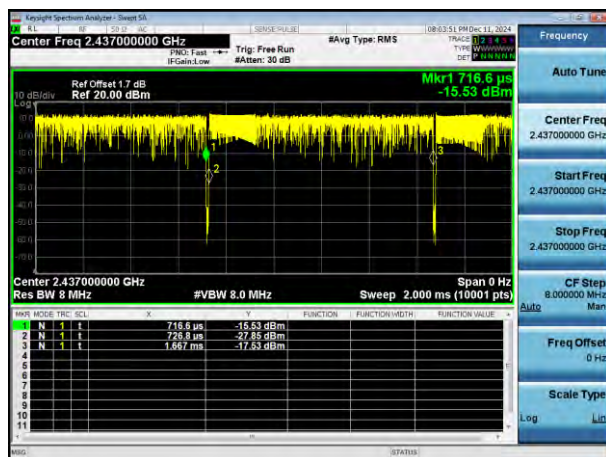 Keysight Spectrum Analyzer - Swept SA
RL RF 50 Ω AC SENSE:PULSE 08:03:51 PM Dec 11, 2024
Center Freq 2.437000000 GHz
PNO: Fast
IFGain:Low
Trig: Free Run
#Atten: 30 dB
#Avg Type: RMS
TRACE 1 2 3 4 5 6
TYPE WWWWWW
DET P N N N N N
Mkr1 716.6 µs
-15.53 dBm
Ref Offset 1.7 dB
10 dB/div Ref 20.00 dBm
Log
1
2
3
Center 2.437000000 GHz Span 0 Hz
Res BW 8 MHz #VBW 8.0 MHz Sweep 2.000 ms (10001 pts)
MKR MODE TRC SCL X Y FUNCTION FUNCTION WIDTH FUNCTION VALUE
1 N 1 t 716.6 µs -15.53 dBm
2 N 1 t 726.8 µs -27.85 dBm
3 N 1 t 1.667 ms -17.53 dBm
4
5
6
7
8
9
10
11
MSG STATUS
Frequency
Auto Tune
Center Freq
2.437000000 GHz
Start Freq
2.437000000 GHz
Stop Freq
2.437000000 GHz
CF Step
8.000000 MHz
Auto Man
Freq Offset
0 Hz
Scale Type
Log Lin